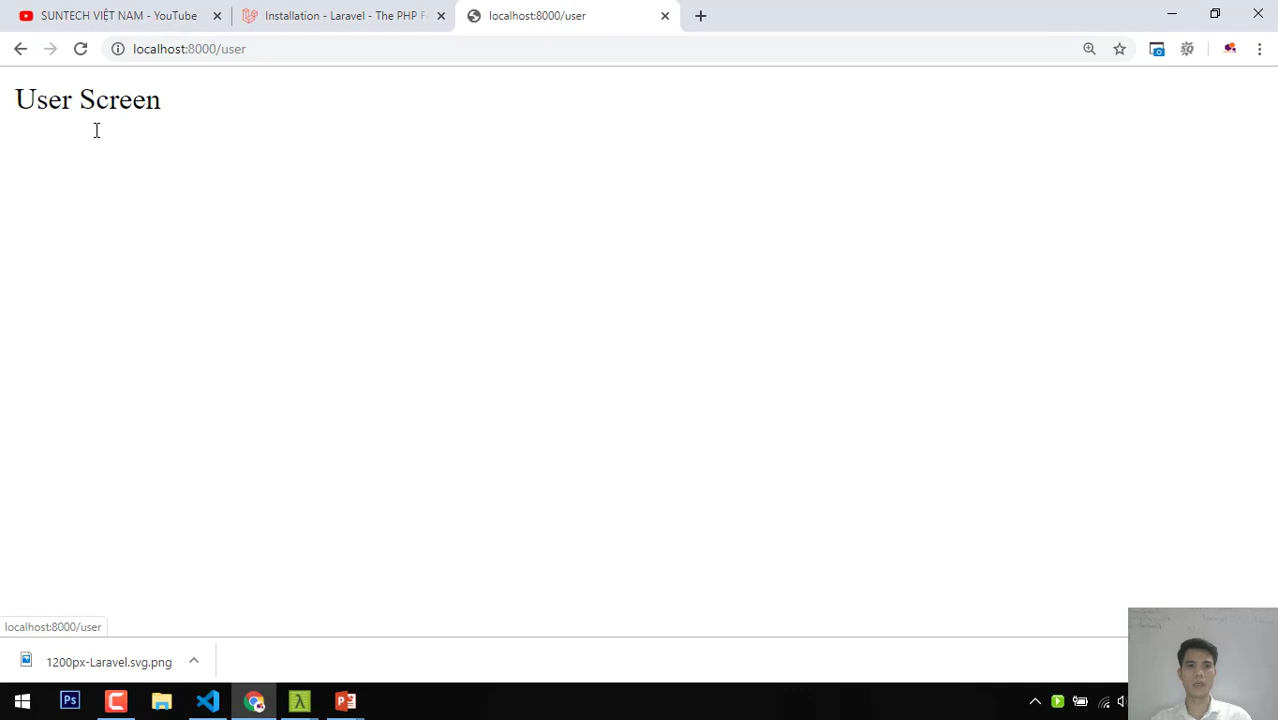 SUNTECH VIỆT NAM - YouTube
Installation - Laravel - The PHP F
localhost:8000/user
localhost:8000/user
User Screen
localhost:8000/user
1200px-Laravel.svg.png
Ps
λ
P